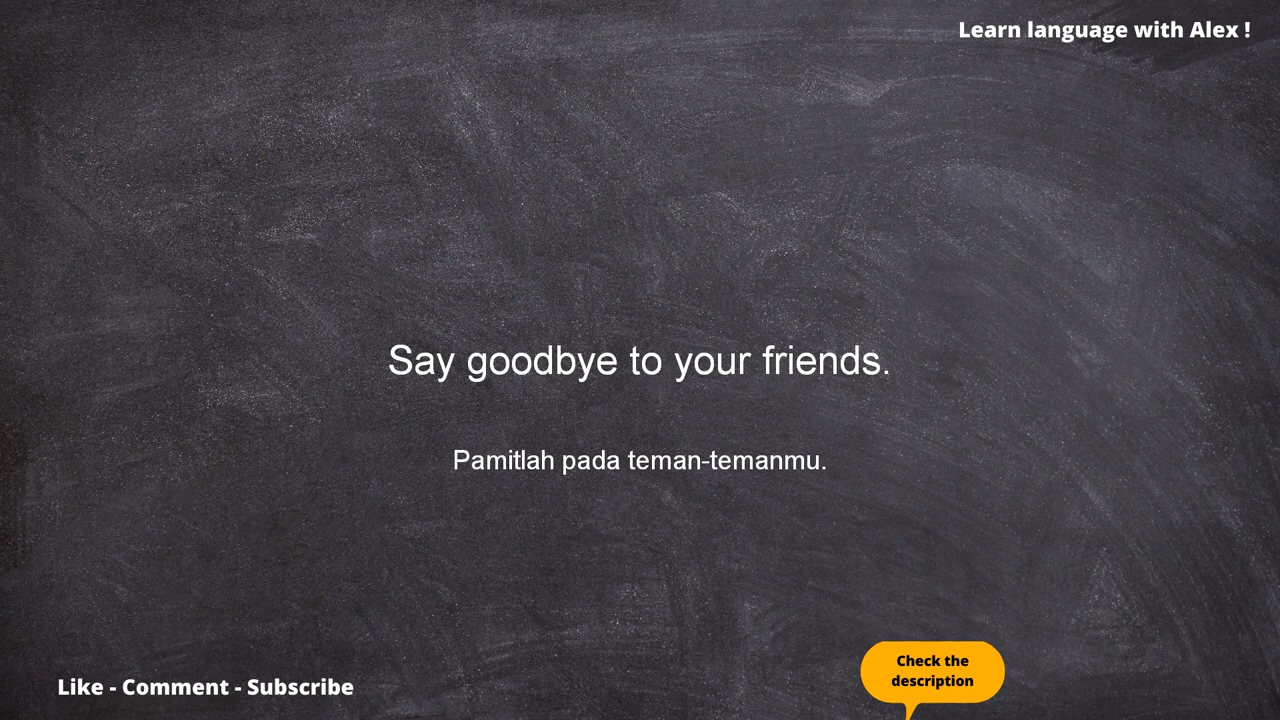 Learn language with Alex !
Say goodbye to your friends.
Pamitlah pada teman-temanmu.
Like - Comment - Subscribe
Check the
description